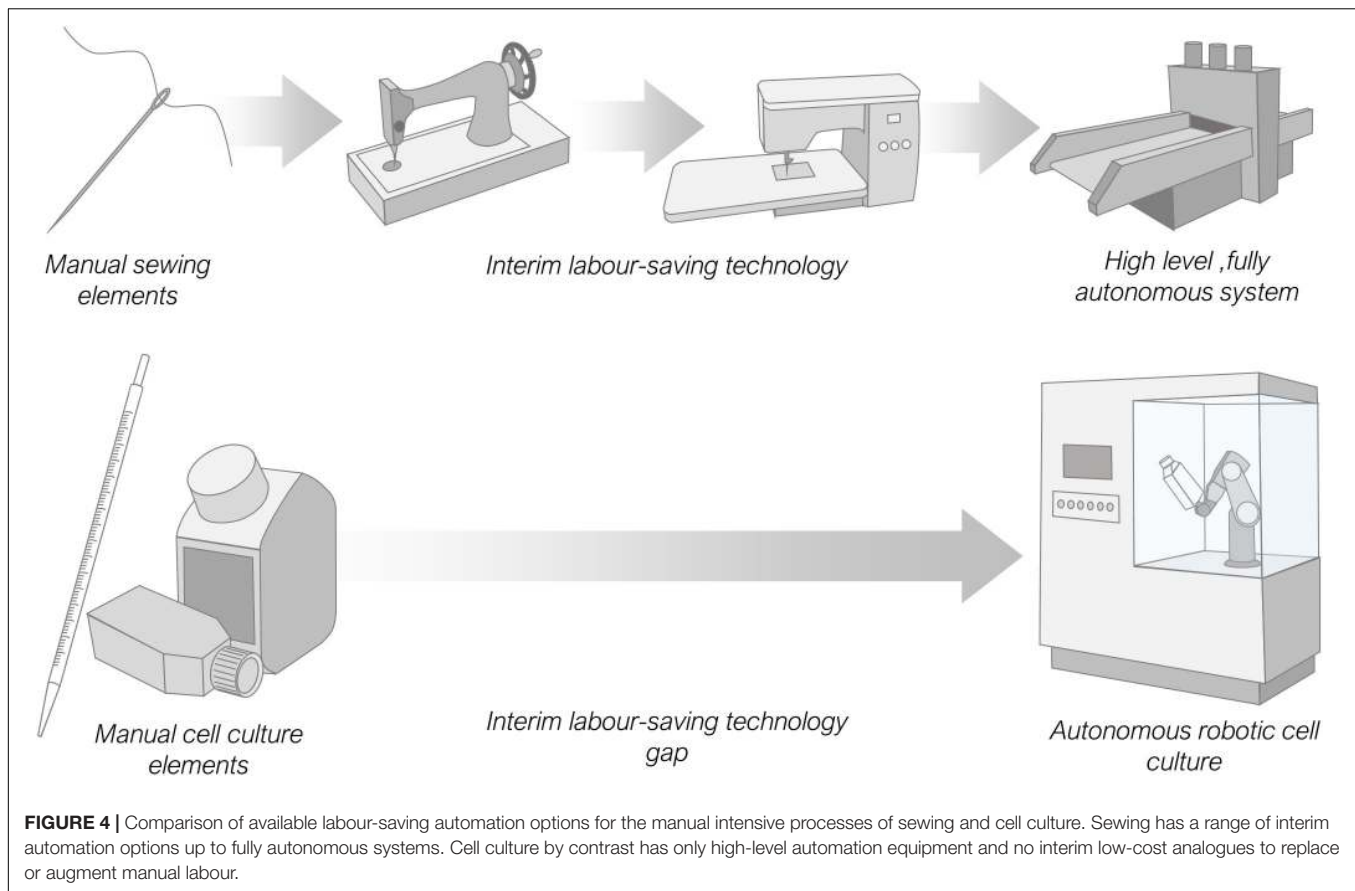 Manual sewing
elements
Interim labour-saving technology
High level ,fully
autonomous system
Manual cell culture
elements
Interim labour-saving technology
gap
Autonomous robotic cell
culture
FIGURE 4 | Comparison of available labour-saving automation options for the manual intensive processes of sewing and cell culture. Sewing has a range of interim
automation options up to fully autonomous systems. Cell culture by contrast has only high-level automation equipment and no interim low-cost analogues to replace
or augment manual labour.